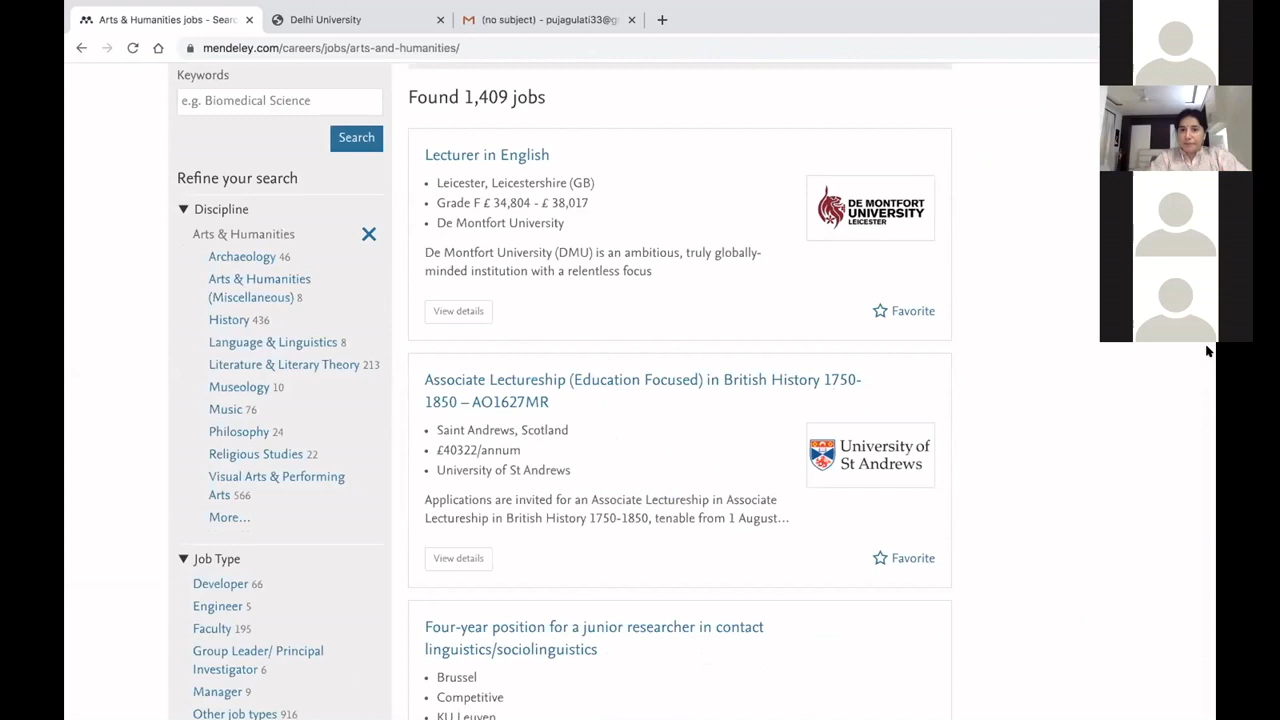 Arts & Humanities jobs - Sear
Delhi University
(no subject) - pujagulati33@g
mendeley.com/careers/jobs/arts-and-humanities/
Keywords
e.g. Biomedical Science
Search
Refine your search
Discipline
Arts & Humanities
Archaeology 46
Arts & Humanities
(Miscellaneous) 8
History 436
Language & Linguistics 8
Literature & Literary Theory 213
Museology 10
Music 76
Philosophy 24
Religious Studies 22
Visual Arts & Performing
Arts 566
More...
Job Type
Developer 66
Engineer 5
Faculty 195
Group Leader/ Principal
Investigator 6
Manager 9
Other job types 916
Found 1,409 jobs
Lecturer in English
Leicester, Leicestershire (GB)
Grade F £ 34,804 - £ 38,017
De Montfort University
De Montfort University (DMU) is an ambitious, truly globally-
minded institution with a relentless focus
DE MONTFORT
UNIVERSITY
LEICESTER
View details
Favorite
Associate Lectureship (Education Focused) in British History 1750-
1850 – AO1627MR
Saint Andrews, Scotland
£40322/annum
University of St Andrews
Applications are invited for an Associate Lectureship in Associate
Lectureship in British History 1750-1850, tenable from 1 August...
University of
St Andrews
View details
Favorite
Four-year position for a junior researcher in contact
linguistics/sociolinguistics
Brussel
Competitive
KU Leuven